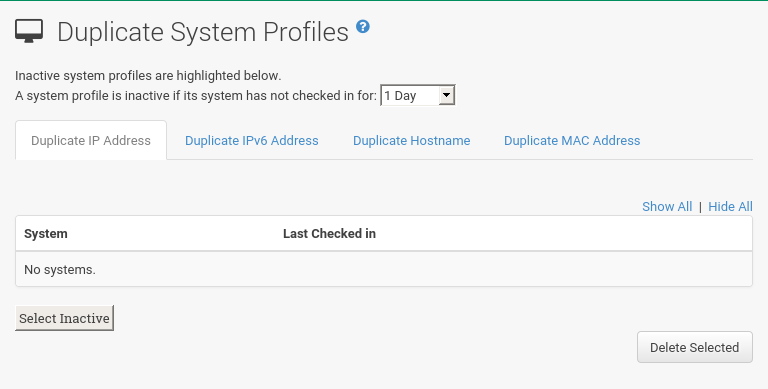 Duplicate System Profiles ?
Inactive system profiles are highlighted below.
A system profile is inactive if its system has not checked in for: 1 Day
Duplicate IP Address Duplicate IPv6 Address Duplicate Hostname Duplicate MAC Address
Show All | Hide All
System Last Checked in
No systems.
Select Inactive
Delete Selected